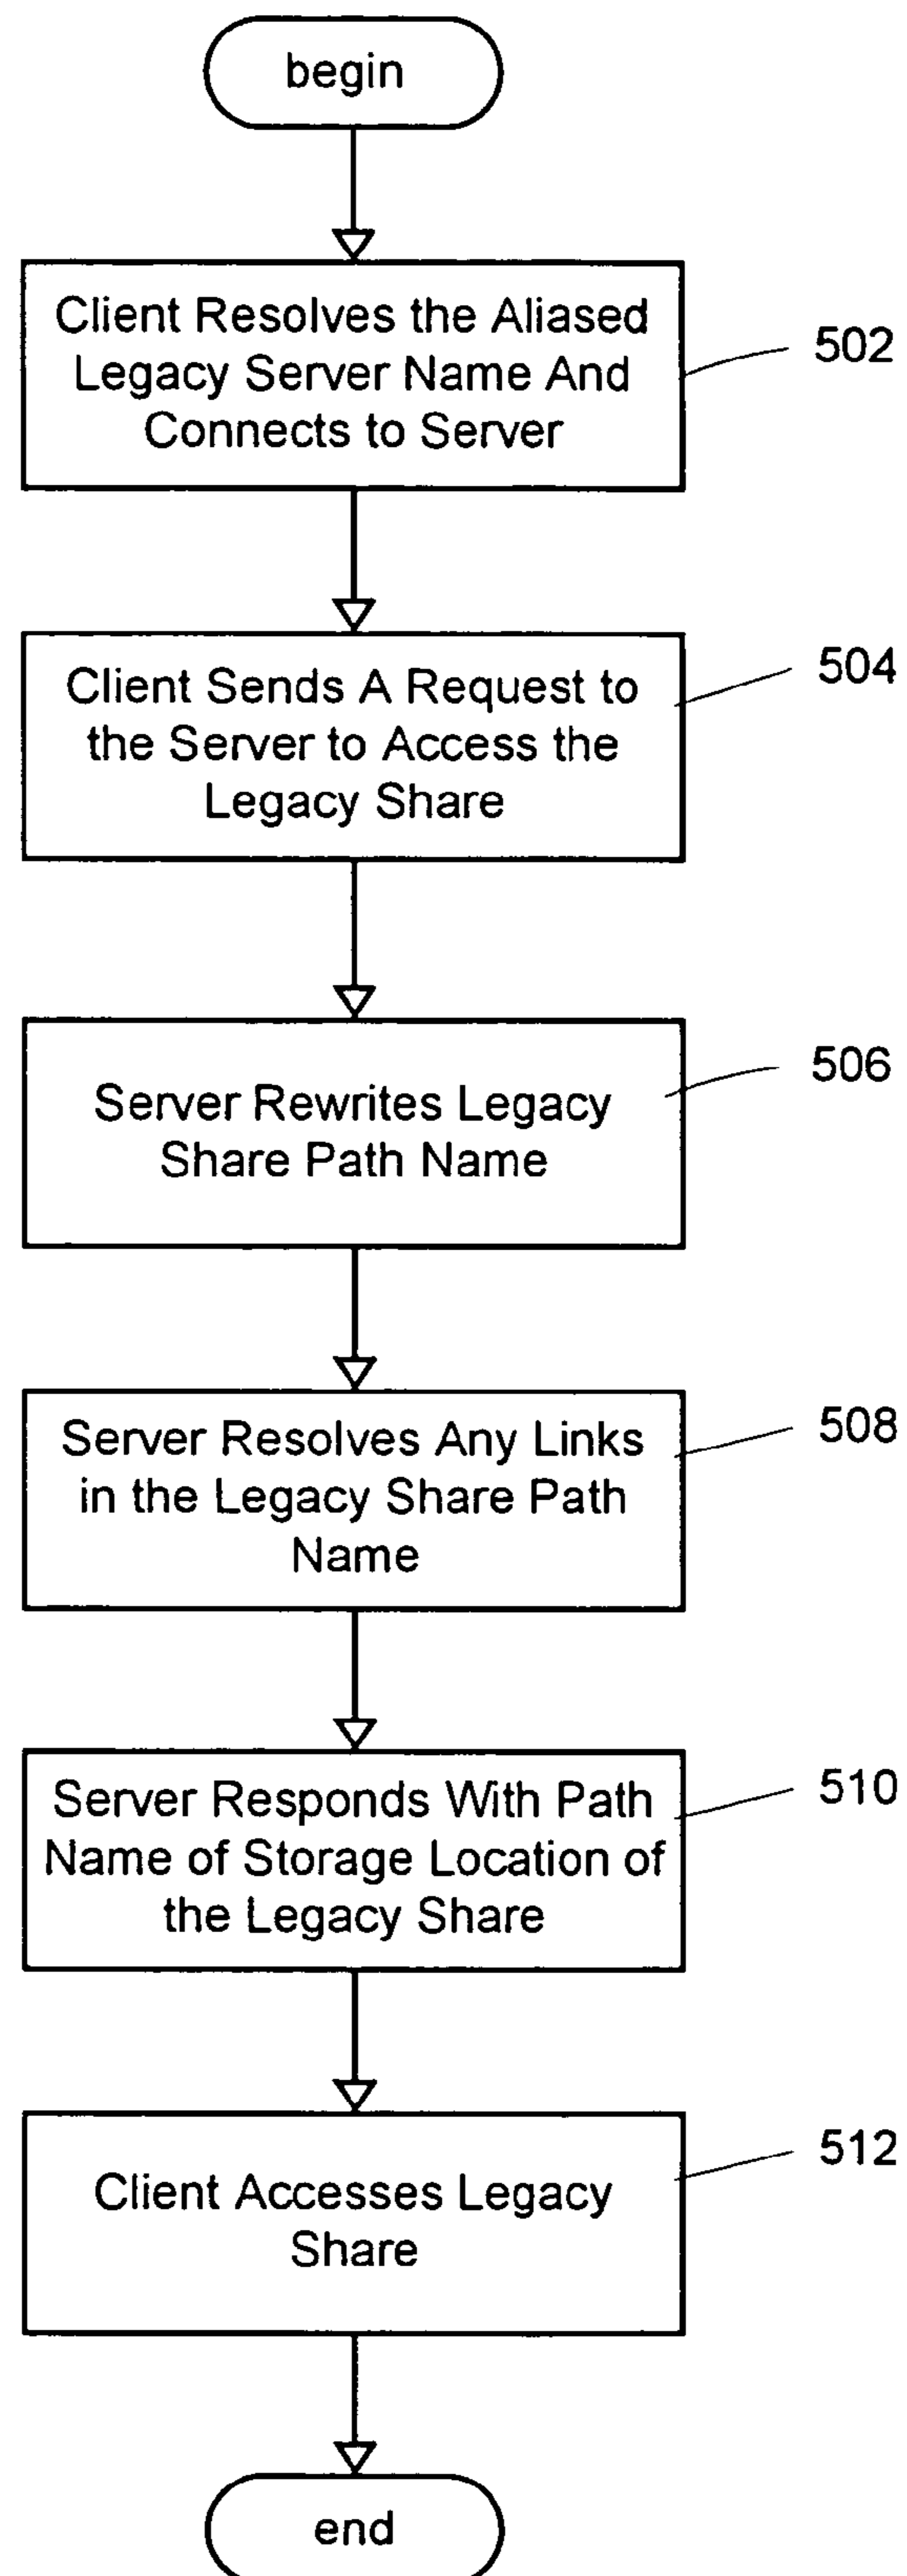 begin
Client Resolves the Aliased
Legacy Server Name And
Connects to Server
502
Client Sends A Request to
the Server to Access the
Legacy Share
504
Server Rewrites Legacy
Share Path Name
506
Server Resolves Any Links
in the Legacy Share Path
Name
508
Server Responds With Path
Name of Storage Location of
the Legacy Share
510
Client Accesses Legacy
Share
512
end